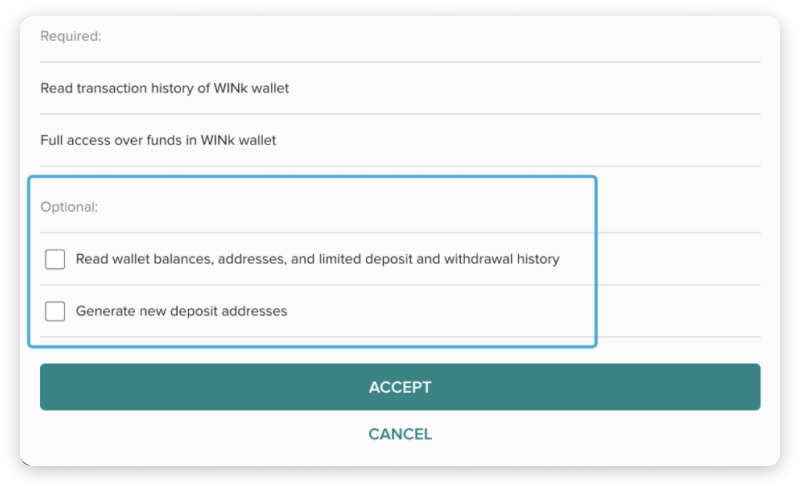 Required:
Read transaction history of WINk wallet
Full access over funds in WINk wallet
Optional:
Read wallet balances, addresses, and limited deposit and withdrawal history
Generate new deposit addresses
ACCEPT
CANCEL